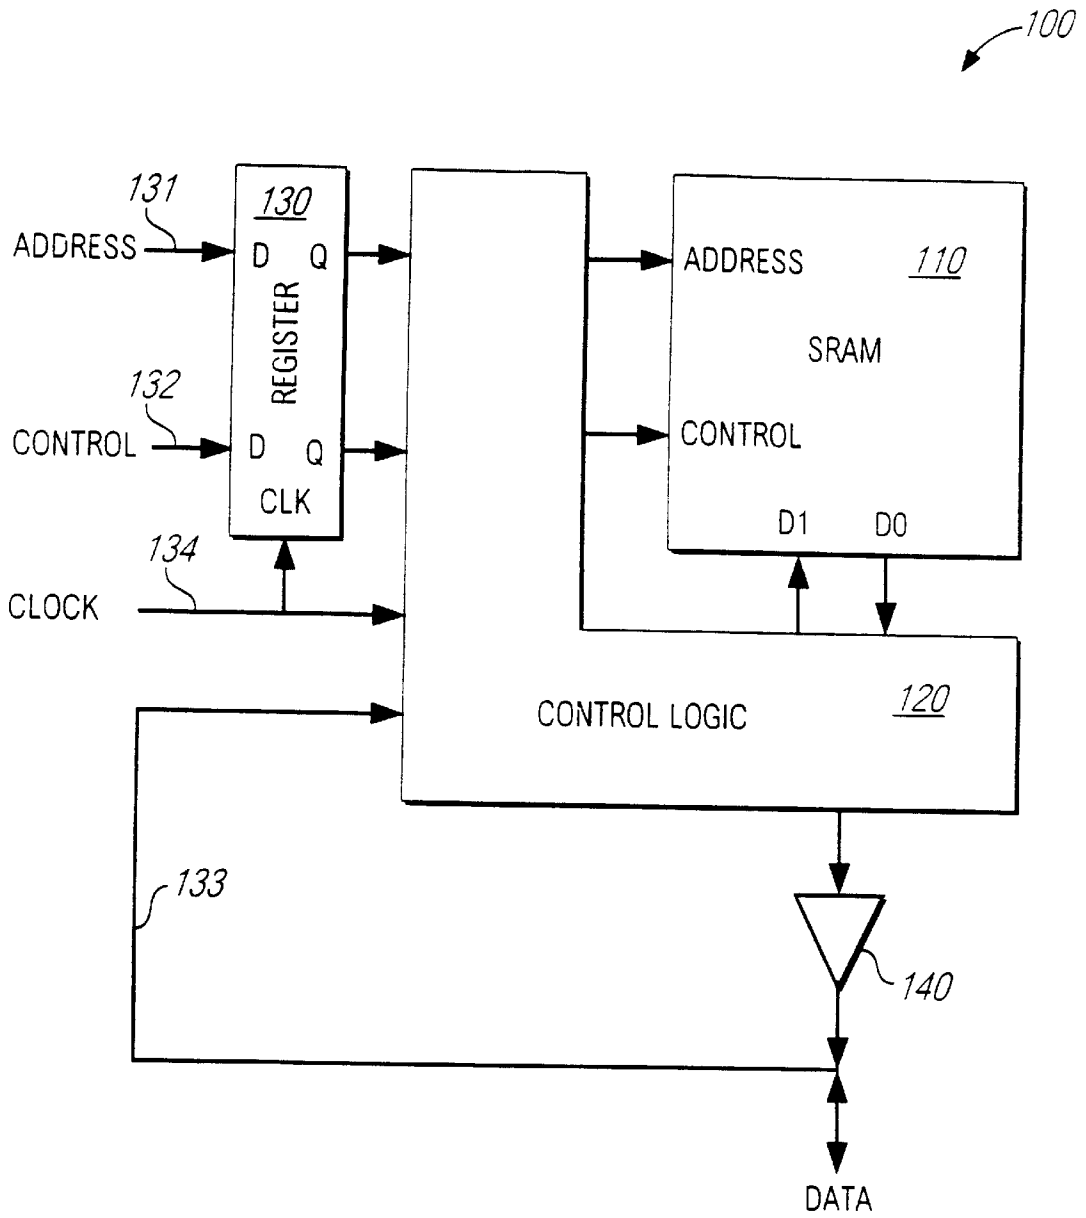 100
131
ADDRESS
130
D Q
REGISTER
132
CONTROL
D Q
CLK
134
CLOCK
ADDRESS
110
SRAM
CONTROL
D1 D0
CONTROL LOGIC
120
133
140
DATA